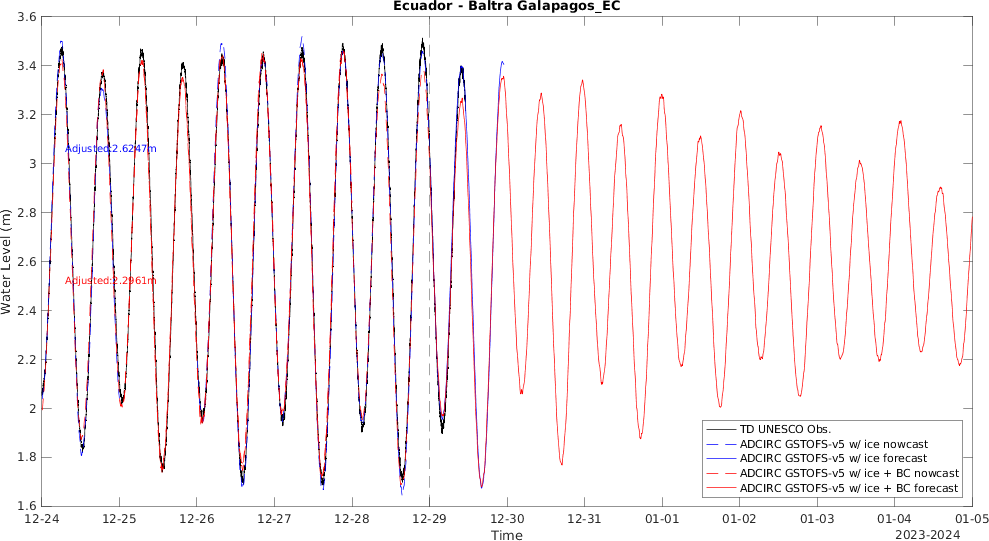 Ecuador - Baltra Galapagos_EC
Water Level (m)
3.6
3.4
3.2
3
2.8
2.6
2.4
2.2
2
1.8
1.6
Adjusted:2.6247m
Adjusted:2.2961m
TD UNESCO Obs.
ADCIRC GSTOFS-v5 w/ ice nowcast
ADCIRC GSTOFS-v5 w/ ice forecast
ADCIRC GSTOFS-v5 w/ ice + BC nowcast
ADCIRC GSTOFS-v5 w/ ice + BC forecast
12-24 12-25 12-26 12-27 12-28 12-29 12-30 12-31 01-01 01-02 01-03 01-04 01-05
Time
2023-2024